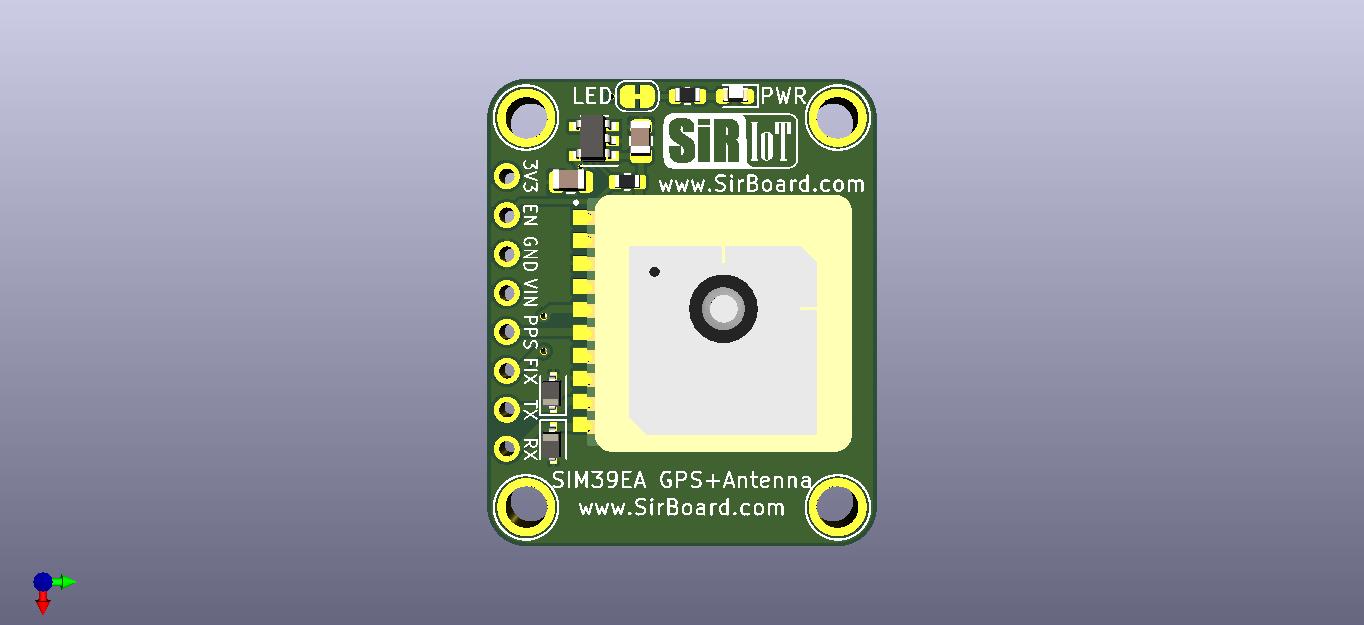 LED PWR
SiR IoT
www.SirBoard.com
3V3
EN
GND
VIN
PPS
FIX
TX
RX
SIM39EA GPS+Antenna
www.SirBoard.com